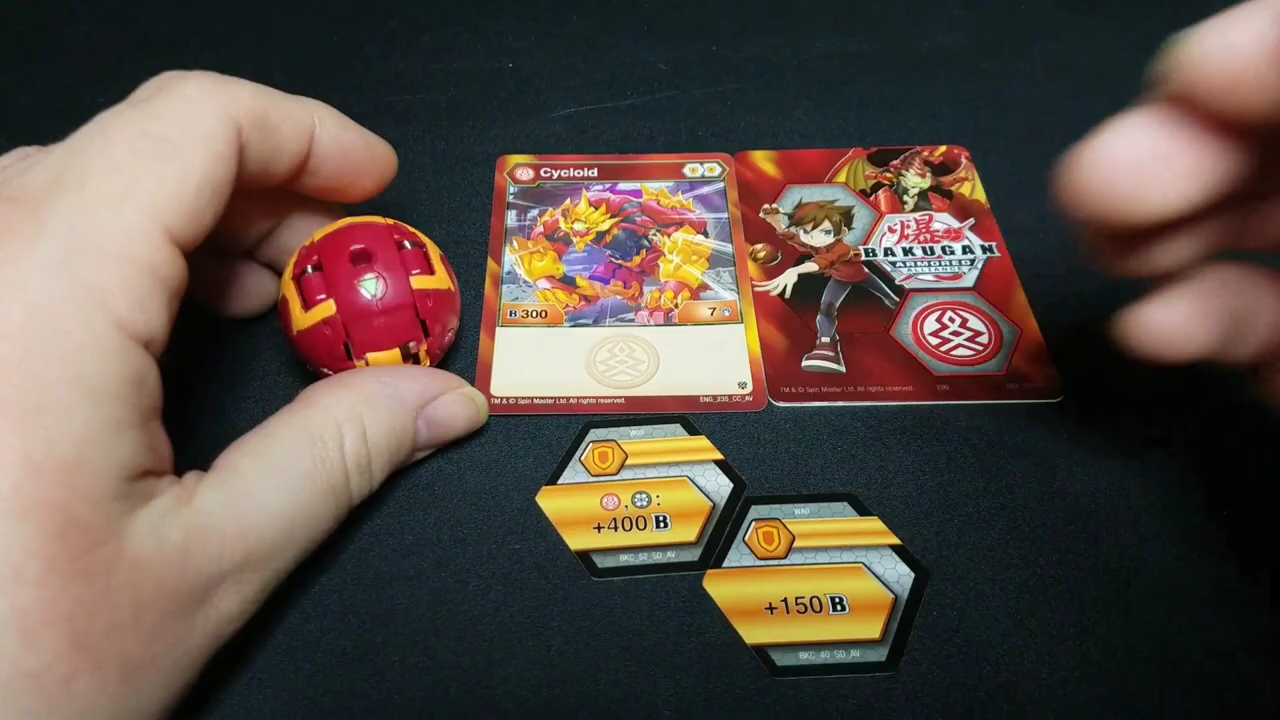 Cycloid
B 300
7
TM & © Spin Master Ltd. All rights reserved.
ENG_235_CC_AV
爆
BAKUGAN
ARMORED
ALLIANCE
TM & © Spin Master Ltd. All rights reserved.
, :
+400 B
BKC_52_SD_AV
+150 B
BKC_40_SD_AV